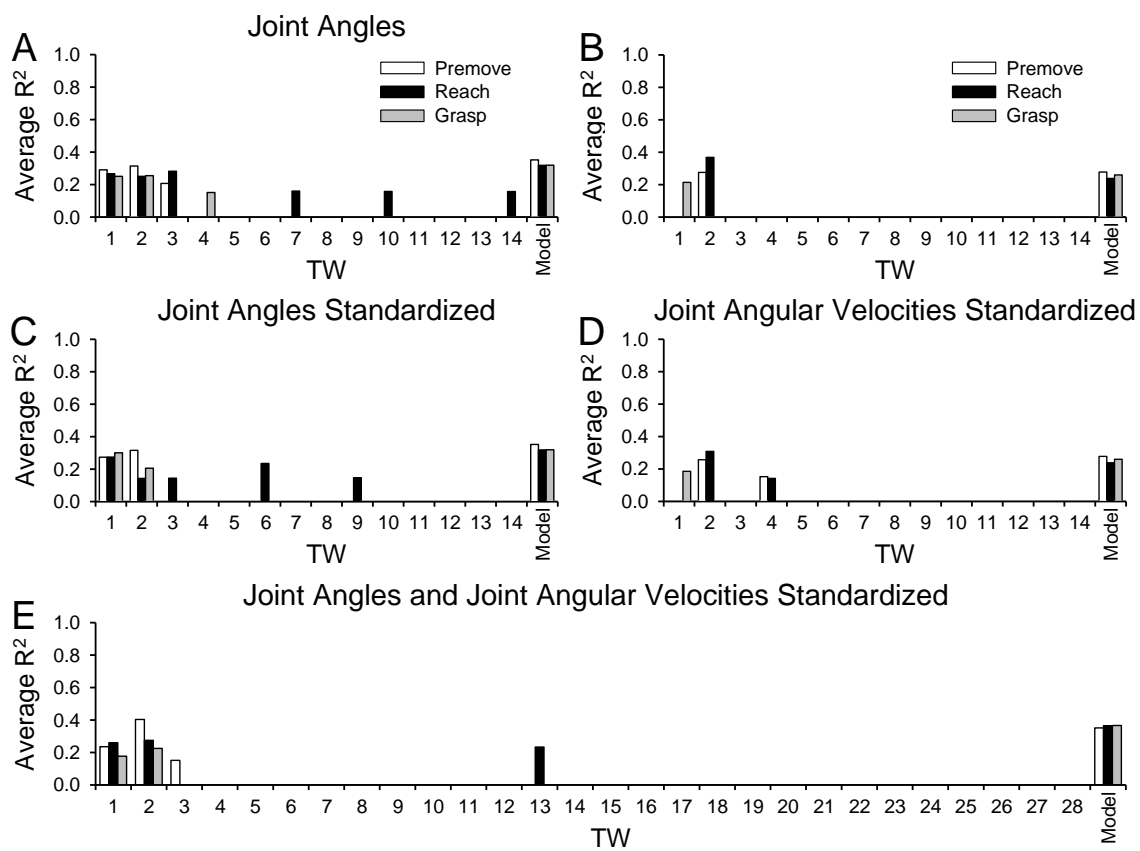 Joint Angles
A
1.0
0.8
0.6
0.4
0.2
0.0
Average R²
Premove
Reach
Grasp
1 2 3 4 5 6 7 8 9 10 11 12 13 14 Model
TW
B
1.0
0.8
0.6
0.4
0.2
0.0
Average R²
Premove
Reach
Grasp
1 2 3 4 5 6 7 8 9 10 11 12 13 14 Model
TW
Joint Angles Standardized
C
1.0
0.8
0.6
0.4
0.2
0.0
Average R²
1 2 3 4 5 6 7 8 9 10 11 12 13 14 Model
TW
Joint Angular Velocities Standardized
D
1.0
0.8
0.6
0.4
0.2
0.0
Average R²
1 2 3 4 5 6 7 8 9 10 11 12 13 14 Model
TW
Joint Angles and Joint Angular Velocities Standardized
E
1.0
0.8
0.6
0.4
0.2
0.0
Average R²
1 2 3 4 5 6 7 8 9 10 11 12 13 14 15 16 17 18 19 20 21 22 23 24 25 26 27 28 Model
TW